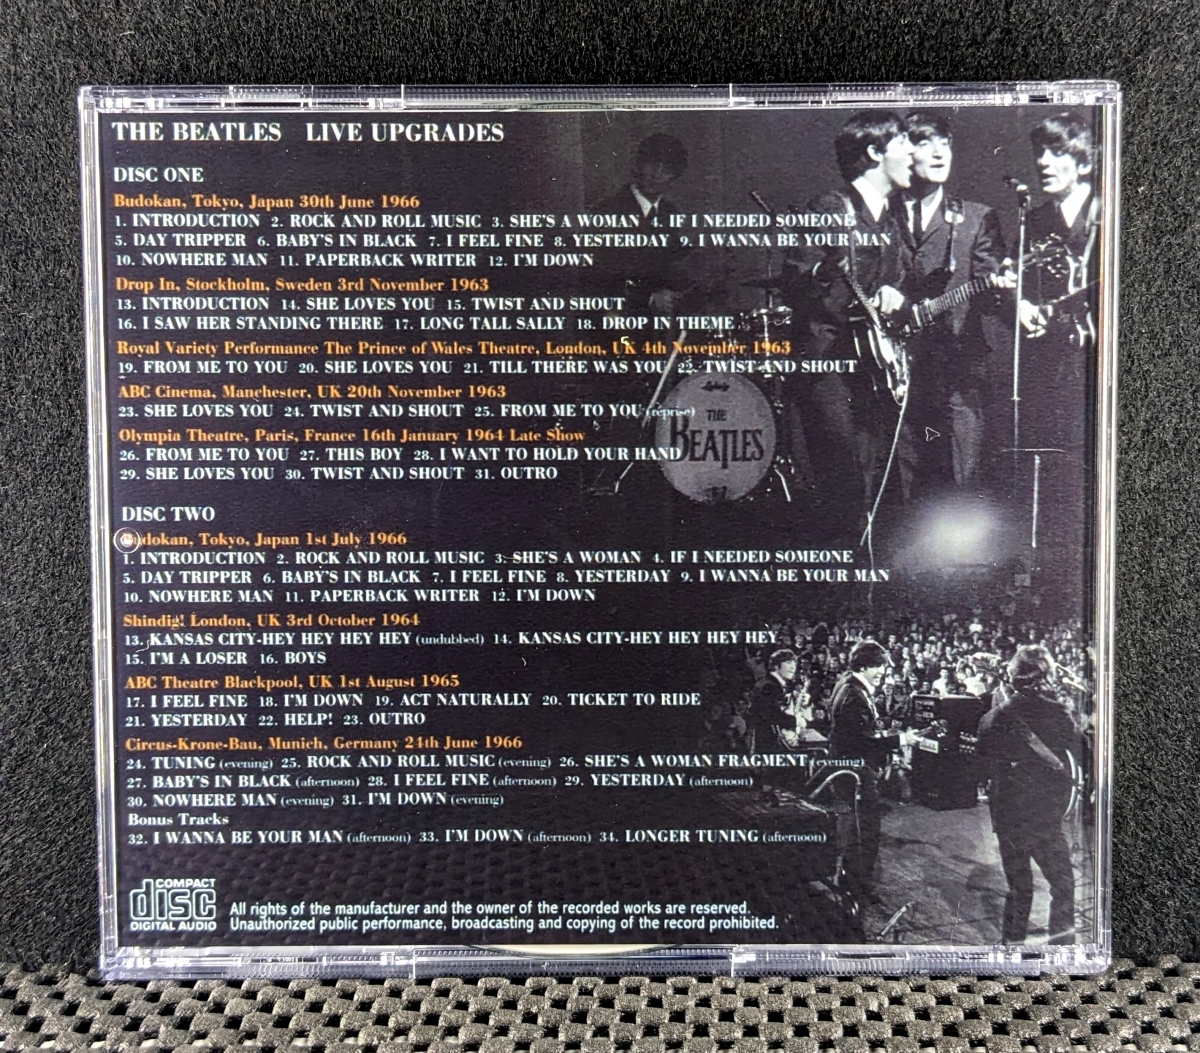 THE BEATLES LIVE UPGRADES
DISC ONE
Budokan, Tokyo, Japan 30th June 1966
1. INTRODUCTION 2. ROCK AND ROLL MUSIC 3. SHE'S A WOMAN 4. IF I NEEDED SOMEONE
5. DAY TRIPPER 6. BABY'S IN BLACK 7. I FEEL FINE 8. YESTERDAY 9. I WANNA BE YOUR MAN
10. NOWHERE MAN 11. PAPERBACK WRITER 12. I'M DOWN
Drop In, Stockholm, Sweden 3rd November 1963
13. INTRODUCTION 14. SHE LOVES YOU 15. TWIST AND SHOUT
16. I SAW HER STANDING THERE 17. LONG TALL SALLY 18. DROP IN THEME
Royal Variety Performance The Prince of Wales Theatre, London, UK 4th November 1963
19. FROM ME TO YOU 20. SHE LOVES YOU 21. TILL THERE WAS YOU 22. TWIST AND SHOUT
ABC Cinema, Manchester, UK 20th November 1963
23. SHE LOVES YOU 24. TWIST AND SHOUT 25. FROM ME TO YOU (reprise)
Olympia Theatre, Paris, France 16th January 1964 Late Show
26. FROM ME TO YOU 27. THIS BOY 28. I WANT TO HOLD YOUR HAND
29. SHE LOVES YOU 30. TWIST AND SHOUT 31. OUTRO
THE
BEATLES
DISC TWO
Budokan, Tokyo, Japan 1st July 1966
1. INTRODUCTION 2. ROCK AND ROLL MUSIC 3. SHE'S A WOMAN 4. IF I NEEDED SOMEONE
5. DAY TRIPPER 6. BABY'S IN BLACK 7. I FEEL FINE 8. YESTERDAY 9. I WANNA BE YOUR MAN
10. NOWHERE MAN 11. PAPERBACK WRITER 12. I'M DOWN
Shindig! London, UK 3rd October 1964
13. KANSAS CITY-HEY HEY HEY HEY (undubbed) 14. KANSAS CITY-HEY HEY HEY HEY
15. I'M A LOSER 16. BOYS
ABC Theatre Blackpool, UK 1st August 1965
17. I FEEL FINE 18. I'M DOWN 19. ACT NATURALLY 20. TICKET TO RIDE
21. YESTERDAY 22. HELP! 23. OUTRO
Circus-Krone-Bau, Munich, Germany 24th June 1966
24. TUNING (evening) 25. ROCK AND ROLL MUSIC (evening) 26. SHE'S A WOMAN FRAGMENT (evening)
27. BABY'S IN BLACK (afternoon) 28. I FEEL FINE (afternoon) 29. YESTERDAY (afternoon)
30. NOWHERE MAN (evening) 31. I'M DOWN (evening)
Bonus Tracks
32. I WANNA BE YOUR MAN (afternoon) 33. I'M DOWN (afternoon) 34. LONGER TUNING (afternoon)
COMPACT
disc
DIGITAL AUDIO
All rights of the manufacturer and the owner of the recorded works are reserved.
Unauthorized public performance, broadcasting and copying of the record prohibited.